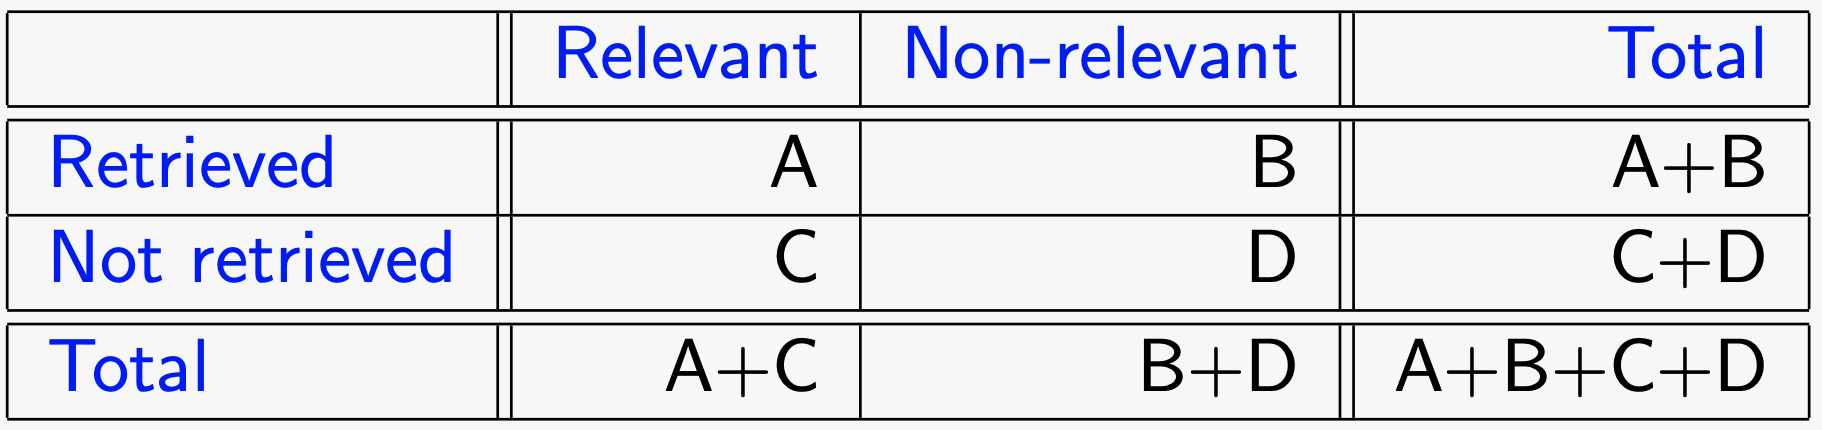 Relevant Non-relevant Total
Retrieved A B A+B
Not retrieved C D C+D
Total A+C B+D A+B+C+D